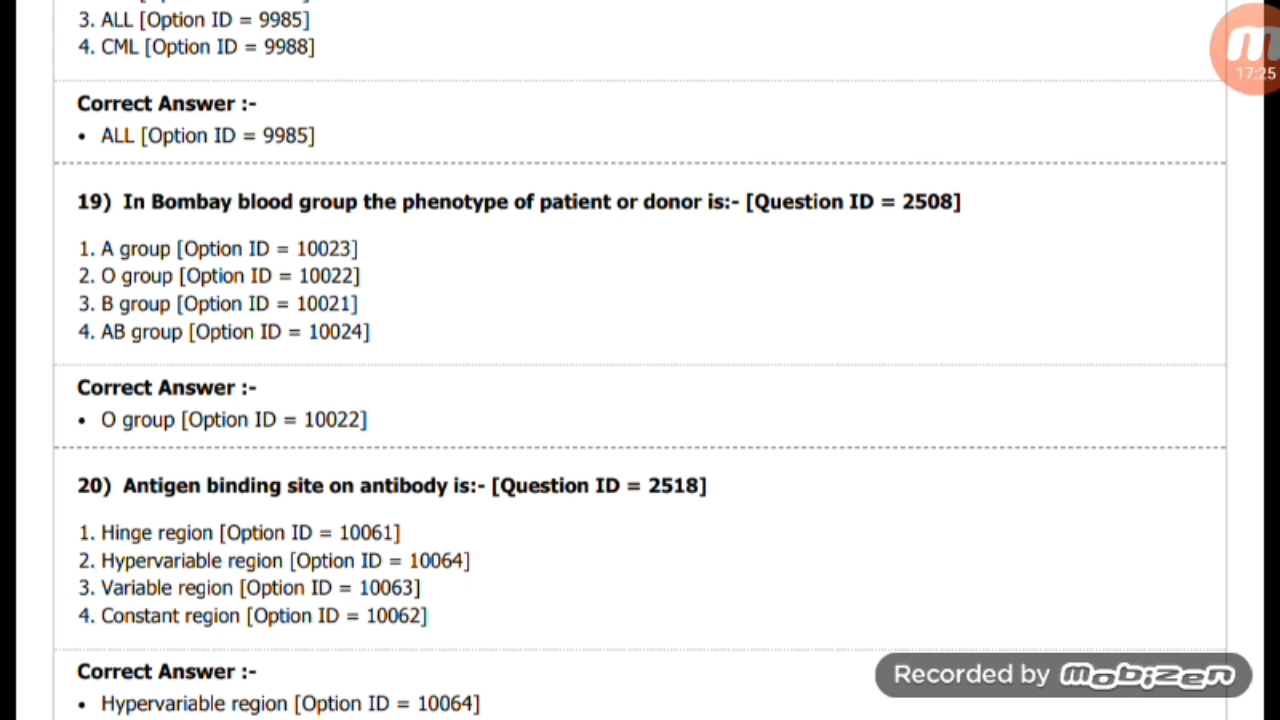 3. ALL [Option ID = 9985]
4. CML [Option ID = 9988]
17:25
Correct Answer :-
• ALL [Option ID = 9985]
19) In Bombay blood group the phenotype of patient or donor is:- [Question ID = 2508]
1. A group [Option ID = 10023]
2. O group [Option ID = 10022]
3. B group [Option ID = 10021]
4. AB group [Option ID = 10024]
Correct Answer :-
• O group [Option ID = 10022]
20) Antigen binding site on antibody is:- [Question ID = 2518]
1. Hinge region [Option ID = 10061]
2. Hypervariable region [Option ID = 10064]
3. Variable region [Option ID = 10063]
4. Constant region [Option ID = 10062]
Correct Answer :-
• Hypervariable region [Option ID = 10064]
Recorded by mobizen